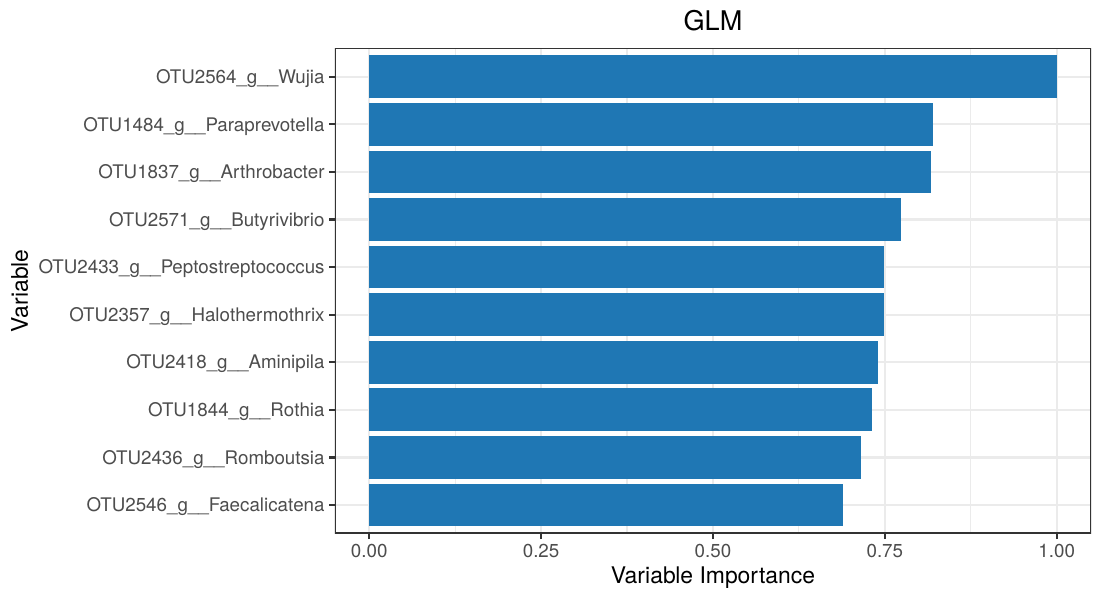 GLM
Variable
OTU2564_g__Wujia
OTU1484_g__Paraprevotella
OTU1837_g__Arthrobacter
OTU2571_g__Butyrivibrio
OTU2433_g__Peptostreptococcus
OTU2357_g__Halothermothrix
OTU2418_g__Aminipila
OTU1844_g__Rothia
OTU2436_g__Romboutsia
OTU2546_g__Faecalicatena
0.00 0.25 0.50 0.75 1.00
Variable Importance